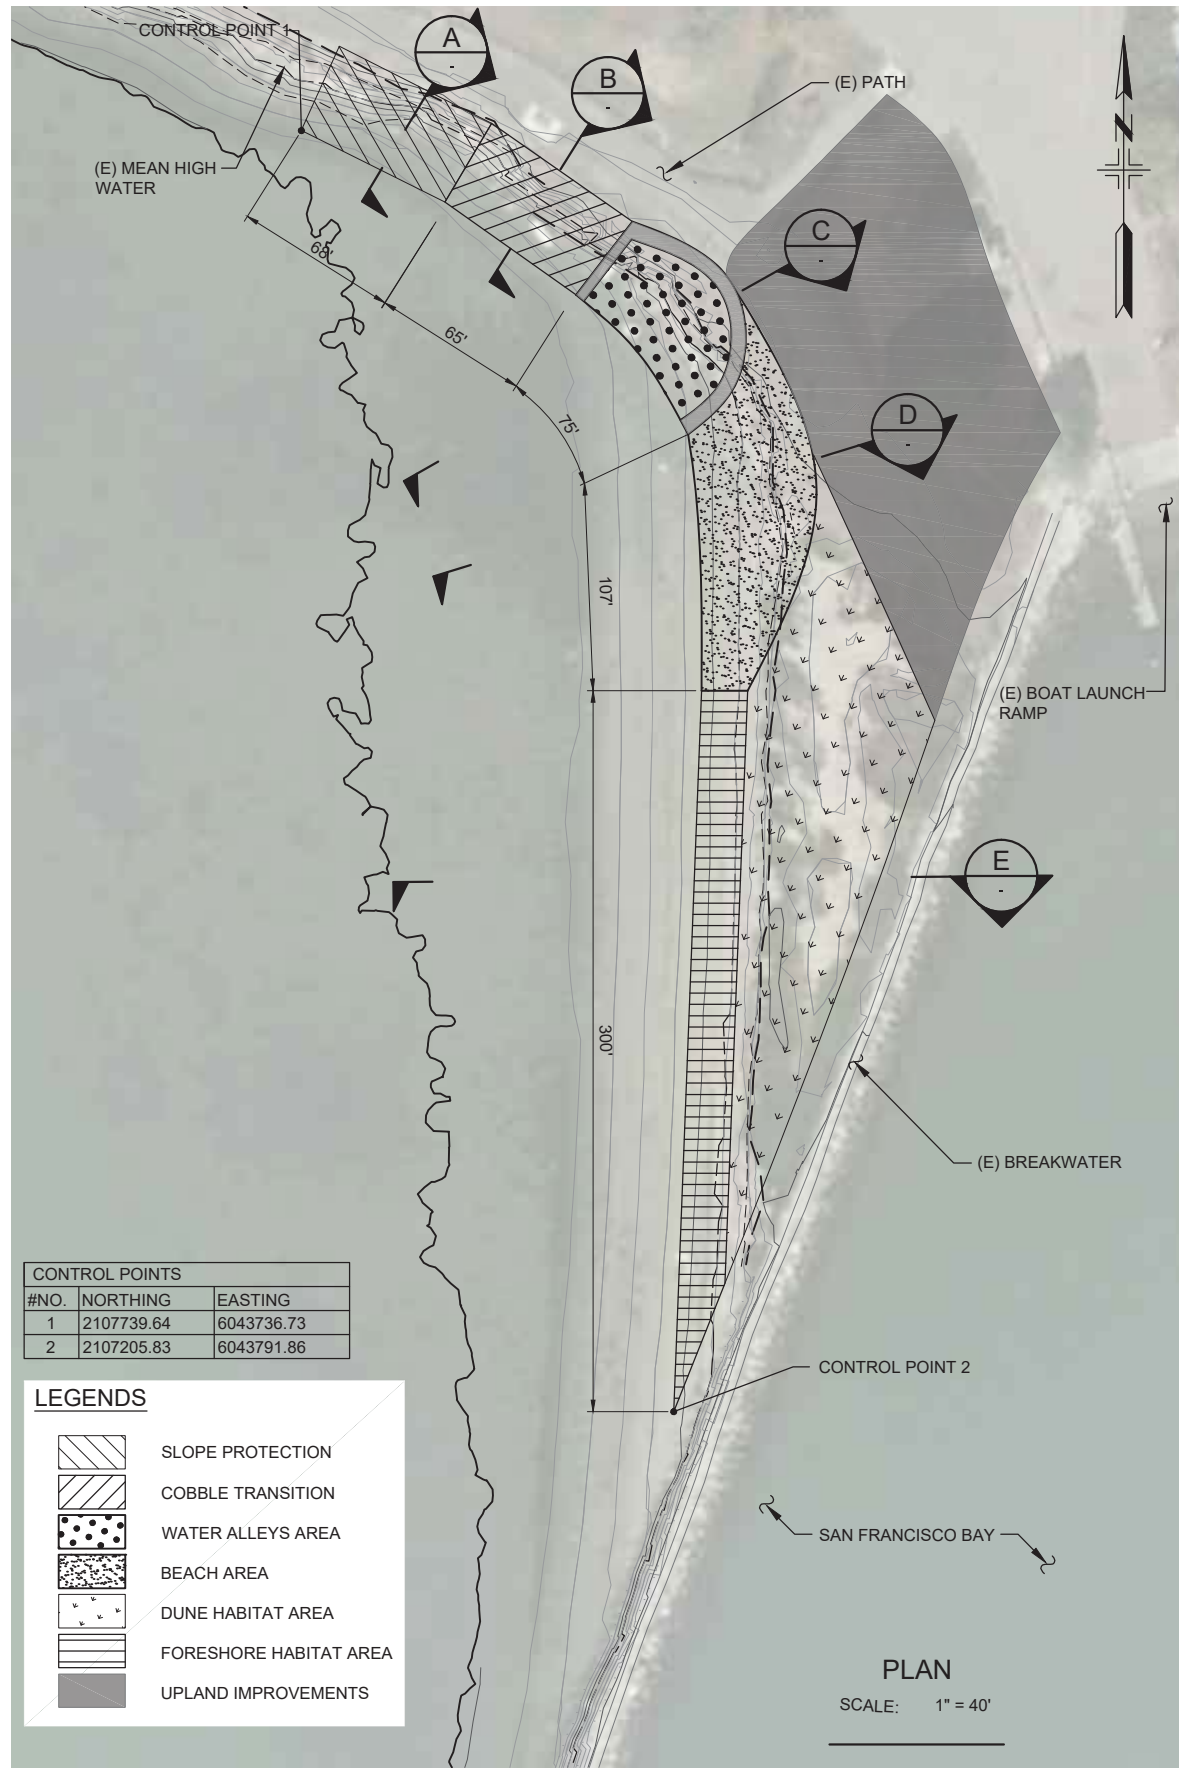 CONTROL POINT 1
A
-
B
-
(E) PATH
N
(E) MEAN HIGH
WATER
C
-
68'
65'
75'
D
-
107'
(E) BOAT LAUNCH
RAMP
E
-
300'
(E) BREAKWATER
CONTROL POINTS
#NO. NORTHING EASTING
1 2107739.64 6043736.73
2 2107205.83 6043791.86
CONTROL POINT 2
LEGENDS
SLOPE PROTECTION
COBBLE TRANSITION
WATER ALLEYS AREA
BEACH AREA
DUNE HABITAT AREA
FORESHORE HABITAT AREA
UPLAND IMPROVEMENTS
SAN FRANCISCO BAY
PLAN
SCALE: 1" = 40'